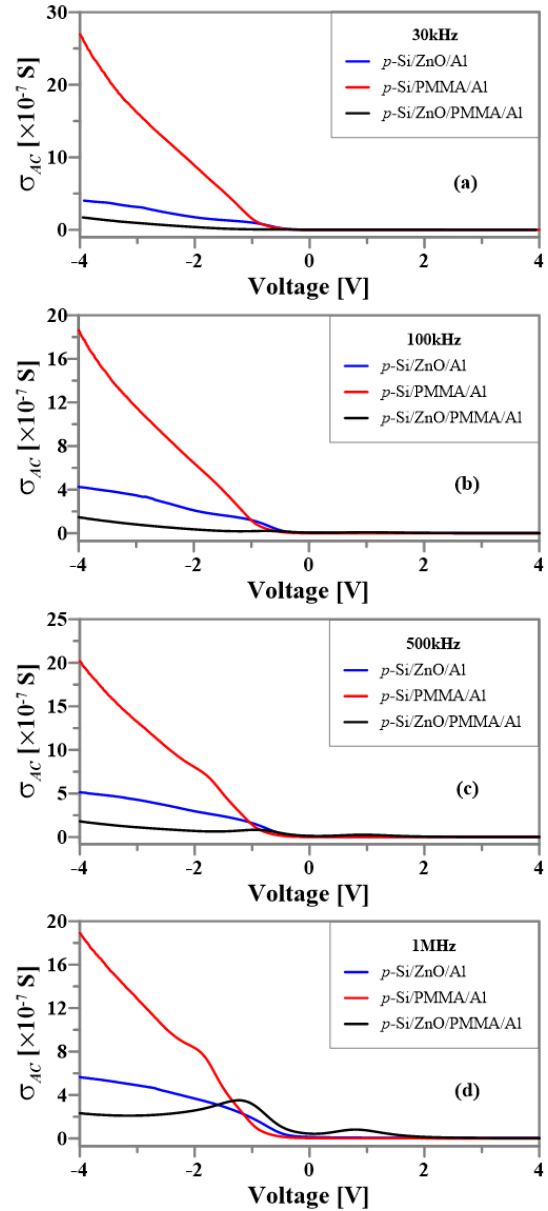 30
30kHz
p-Si/ZnO/Al
p-Si/PMMA/Al
p-Si/ZnO/PMMA/Al
20
σAC [×10⁻⁷ S]
10
(a)
0
-4 -2 0 2 4
Voltage [V]
20
100kHz
16
p-Si/ZnO/Al
p-Si/PMMA/Al
p-Si/ZnO/PMMA/Al
12
σAC [×10⁻⁷ S]
8
(b)
4
0
-4 -2 0 2 4
Voltage [V]
25
500kHz
20
p-Si/ZnO/Al
p-Si/PMMA/Al
p-Si/ZnO/PMMA/Al
15
σAC [×10⁻⁷ S]
10
(c)
5
0
-4 -2 0 2 4
Voltage [V]
20
1MHz
16
p-Si/ZnO/Al
p-Si/PMMA/Al
p-Si/ZnO/PMMA/Al
12
σAC [×10⁻⁷ S]
8
(d)
4
0
-4 -2 0 2 4
Voltage [V]